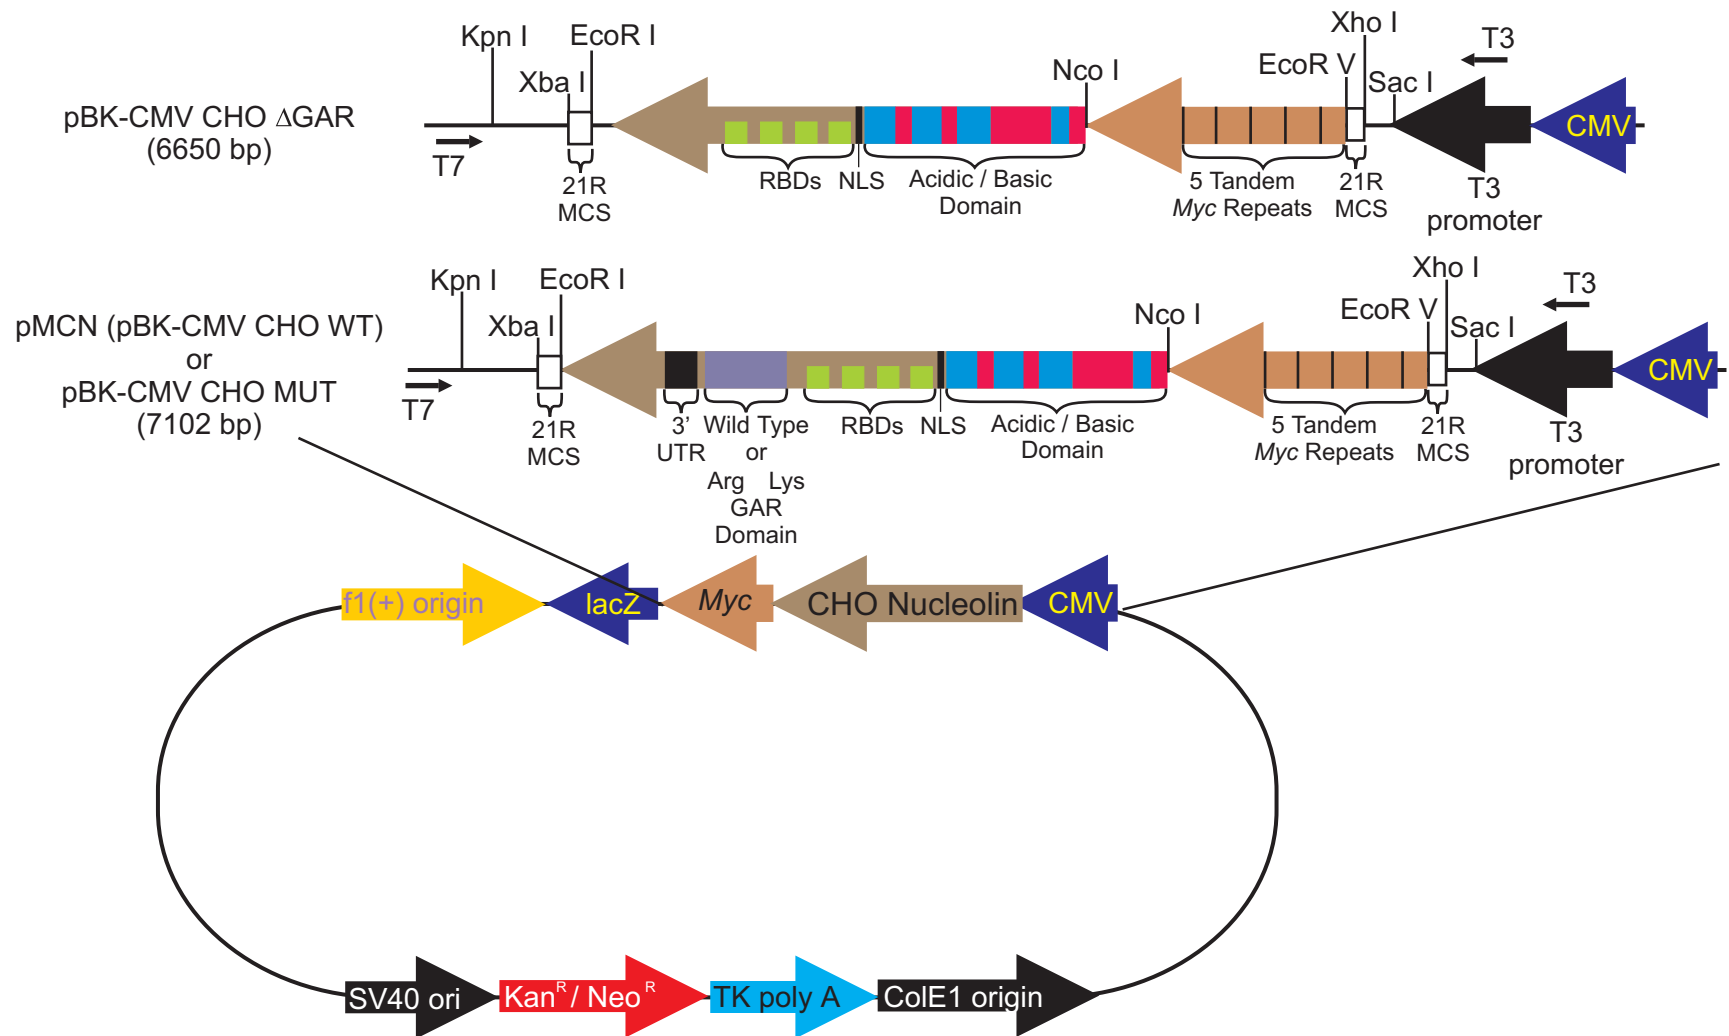 Kpn I
EcoR I
Xba I
Nco I
Xho I
EcoR V
Sac I
T3
pBK-CMV CHO ΔGAR
(6650 bp)
T7
CMV
21R
MCS
RBDs
NLS
Acidic / Basic
Domain
5 Tandem
Myc Repeats
21R
MCS
T3
promoter
Kpn I
EcoR I
Xba I
Nco I
Xho I
EcoR V
Sac I
T3
pMCN (pBK-CMV CHO WT)
or
pBK-CMV CHO MUT
(7102 bp)
T7
CMV
21R
MCS
3'
UTR
Wild Type
or
Arg Lys
GAR
Domain
RBDs
NLS
Acidic / Basic
Domain
5 Tandem
Myc Repeats
21R
MCS
T3
promoter
f1(+) origin
lacZ
Myc
CHO Nucleolin
CMV
SV40 ori
Kan^R / Neo^R
TK poly A
ColE1 origin